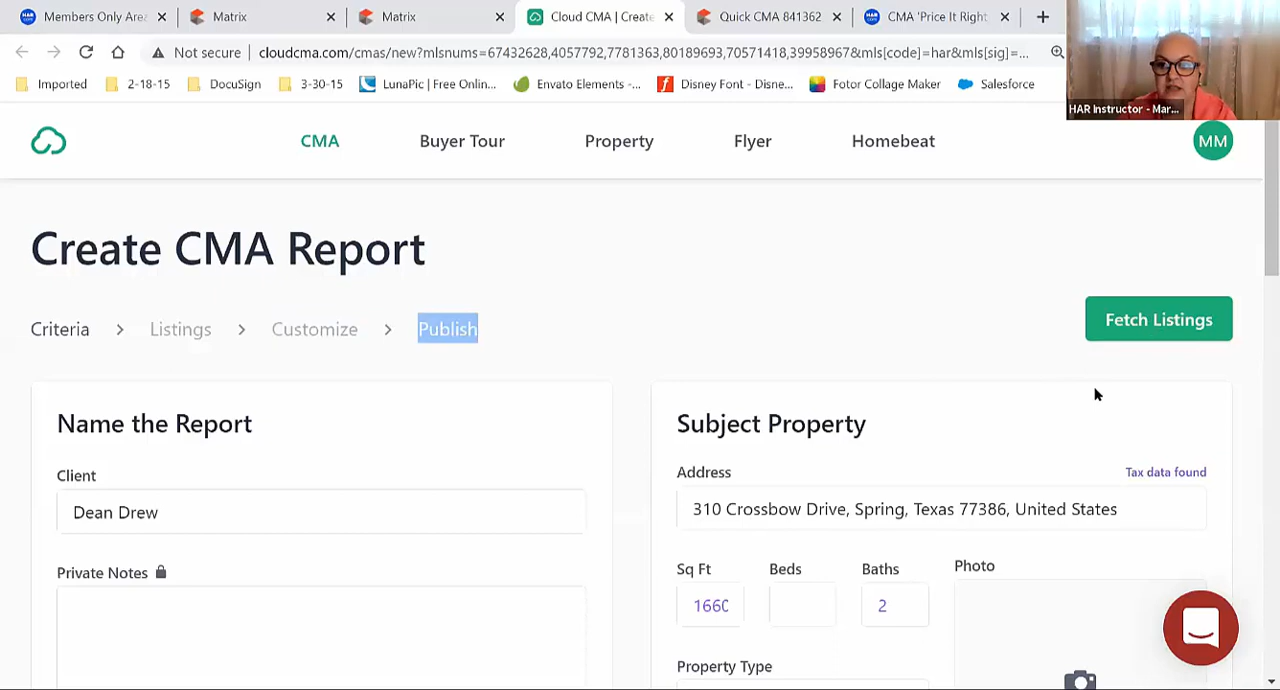 Members Only Area
Matrix
Matrix
Cloud CMA | Create
Quick CMA 841362
CMA 'Price It Right
Not secure
cloudcma.com/cmas/new?mlsnums=67432628,4057792,7781363,80189693,70571418,39958967&mls[code]=har&mls[sig]=...
Imported
2-18-15
DocuSign
3-30-15
LunaPic | Free Onlin...
Envato Elements -...
Disney Font - Disne...
Fotor Collage Maker
Salesforce
HAR Instructor - Mar...
CMA
Buyer Tour
Property
Flyer
Homebeat
MM
Create CMA Report
Criteria > Listings > Customize > Publish
Fetch Listings
Name the Report
Client
Dean Drew
Private Notes
Subject Property
Address
Tax data found
310 Crossbow Drive, Spring, Texas 77386, United States
Sq Ft
Beds
Baths
Photo
1660
2
Property Type